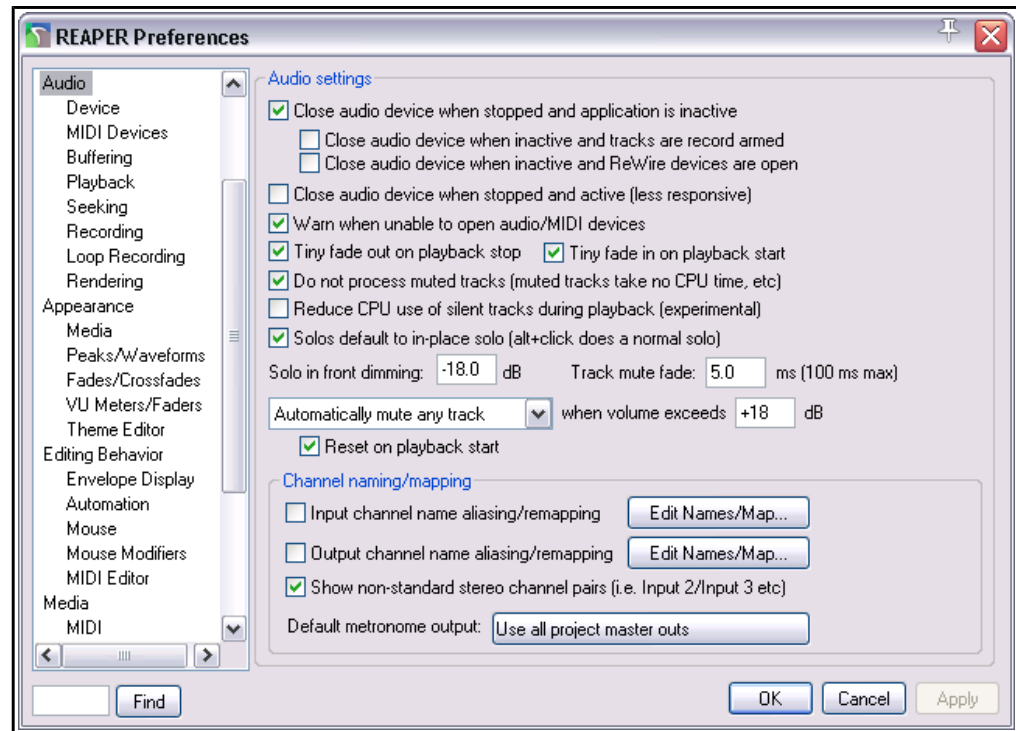 REAPER Preferences
Audio
Device
MIDI Devices
Buffering
Playback
Seeking
Recording
Loop Recording
Rendering
Appearance
Media
Peaks/Waveforms
Fades/Crossfades
VU Meters/Faders
Theme Editor
Editing Behavior
Envelope Display
Automation
Mouse
Mouse Modifiers
MIDI Editor
Media
MIDI
Find
Audio settings
Close audio device when stopped and application is inactive
Close audio device when inactive and tracks are record armed
Close audio device when inactive and ReWire devices are open
Close audio device when stopped and active (less responsive)
Warn when unable to open audio/MIDI devices
Tiny fade out on playback stop Tiny fade in on playback start
Do not process muted tracks (muted tracks take no CPU time, etc)
Reduce CPU use of silent tracks during playback (experimental)
Solos default to in-place solo (alt+click does a normal solo)
Solo in front dimming: -18.0 dB Track mute fade: 5.0 ms (100 ms max)
Automatically mute any track when volume exceeds +18 dB
Reset on playback start
Channel naming/mapping
Input channel name aliasing/remapping Edit Names/Map...
Output channel name aliasing/remapping Edit Names/Map...
Show non-standard stereo channel pairs (i.e. Input 2/Input 3 etc)
Default metronome output: Use all project master outs
OK Cancel Apply